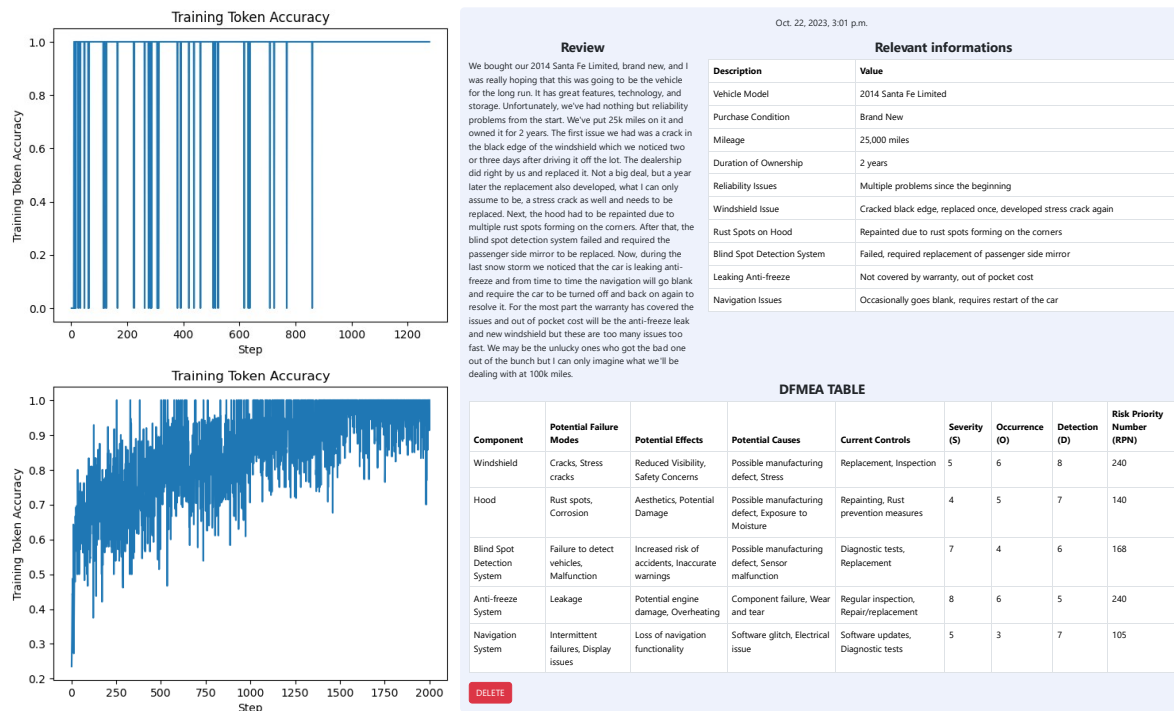 Training Token Accuracy
1.0
0.8
0.6
0.4
0.2
0.0
Training Token Accuracy
0
200
400
600
800
1000
1200
Step
Training Token Accuracy
1.0
0.9
0.8
0.7
0.6
0.5
0.4
0.3
0.2
Training Token Accuracy
0
250
500
750
1000
1250
1500
1750
2000
Step
Oct. 22, 2023, 3:01 p.m.
Review
We bought our 2014 Santa Fe Limited, brand new, and I
was really hoping that this was going to be the vehicle
for the long run. It has great features, technology, and
storage. Unfortunately, we've had nothing but reliability
problems from the start. We've put 25k miles on it and
owned it for 2 years. The first issue we had was a crack in
the black edge of the windshield which we noticed two
or three days after driving it off the lot. The dealership
did right by us and replaced it. Not a big deal, but a year
later the replacement also developed, what I can only
assume to be, a stress crack as well and needs to be
replaced. Next, the hood had to be repainted due to
multiple rust spots forming on the corners. After that, the
blind spot detection system failed and required the
passenger side mirror to be replaced. Now, during the
last snow storm we noticed that the car is leaking anti-
freeze and from time to time the navigation will go blank
and require the car to be turned off and back on again to
resolve it. For the most part the warranty has covered the
issues and out of pocket cost will be the anti-freeze leak
and new windshield but these are too many issues too
fast. We may be the unlucky ones who got the bad one
out of the bunch but I can only imagine what we'll be
dealing with at 100k miles.
Relevant informations
Description Value
Vehicle Model 2014 Santa Fe Limited
Purchase Condition Brand New
Mileage 25,000 miles
Duration of Ownership 2 years
Reliability Issues Multiple problems since the beginning
Windshield Issue Cracked black edge, replaced once, developed stress crack again
Rust Spots on Hood Repainted due to rust spots forming on the corners
Blind Spot Detection System Failed, required replacement of passenger side mirror
Leaking Anti-freeze Not covered by warranty, out of pocket cost
Navigation Issues Occasionally goes blank, requires restart of the car
DFMEA TABLE
Risk Priority
Potential Failure Severity Occurrence Detection Number
Component Modes Potential Effects Potential Causes Current Controls (S) (O) (D) (RPN)
Windshield Cracks, Stress Reduced Visibility, Possible manufacturing Replacement, Inspection 5 6 8 240
cracks Safety Concerns defect, Stress
Hood Rust spots, Aesthetics, Potential Possible manufacturing Repainting, Rust 4 5 7 140
Corrosion Damage defect, Exposure to prevention measures
Moisture
Blind Spot Failure to detect Increased risk of Possible manufacturing Diagnostic tests, 7 4 6 168
Detection vehicles, accidents, Inaccurate defect, Sensor Replacement
System Malfunction warnings malfunction
Anti-freeze Leakage Potential engine Component failure, Wear Regular inspection, 8 6 5 240
System damage, Overheating and tear Repair/replacement
Navigation Intermittent Loss of navigation Software glitch, Electrical Software updates, 5 3 7 105
System failures, Display functionality issue Diagnostic tests
issues
DELETE